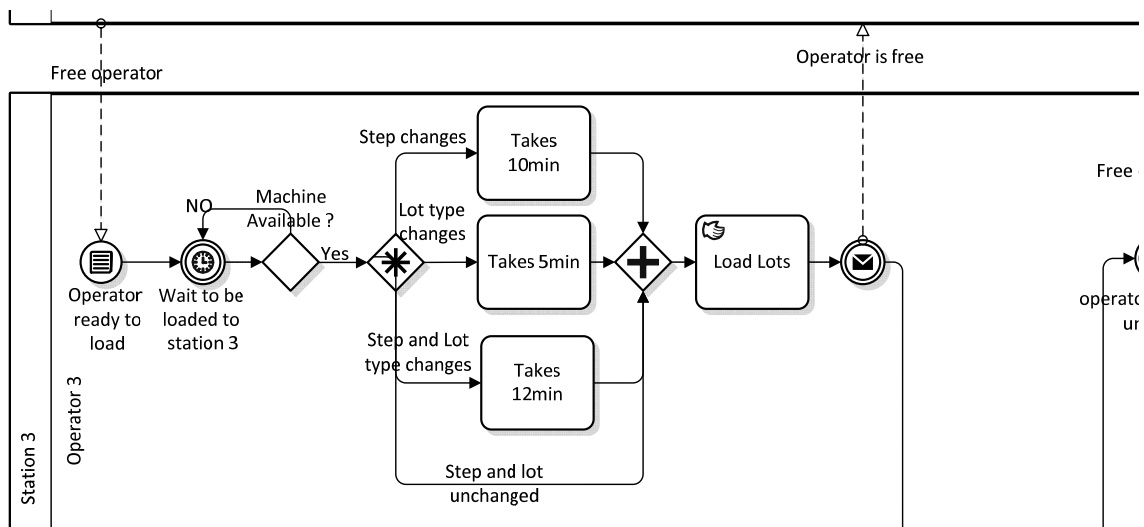 Free operator
Operator is free
Station 3
Operator 3
Operator
ready to
load
Wait to be
loaded to
station 3
NO
Machine
Available ?
Yes
Step changes
Lot type
changes
Step and Lot
type changes
Step and lot
unchanged
Takes
10min
Takes 5min
Takes
12min
Load Lots
Free